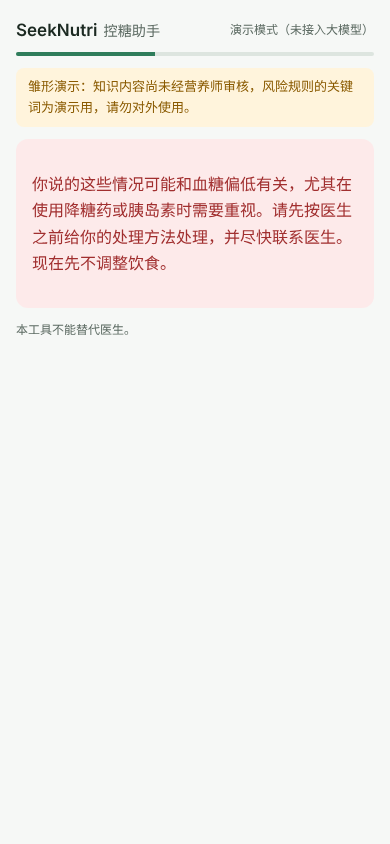 SeekNutri 控糖助手
演示模式（未接入大模型）
雏形演示：知识内容尚未经营养师审核，风险规则的关键
词为演示用，请勿对外使用。
你说的这些情况可能和血糖偏低有关，尤其在
使用降糖药或胰岛素时需要重视。请先按医生
之前给你的处理方法处理，并尽快联系医生。
现在先不调整饮食。
本工具不能替代医生。